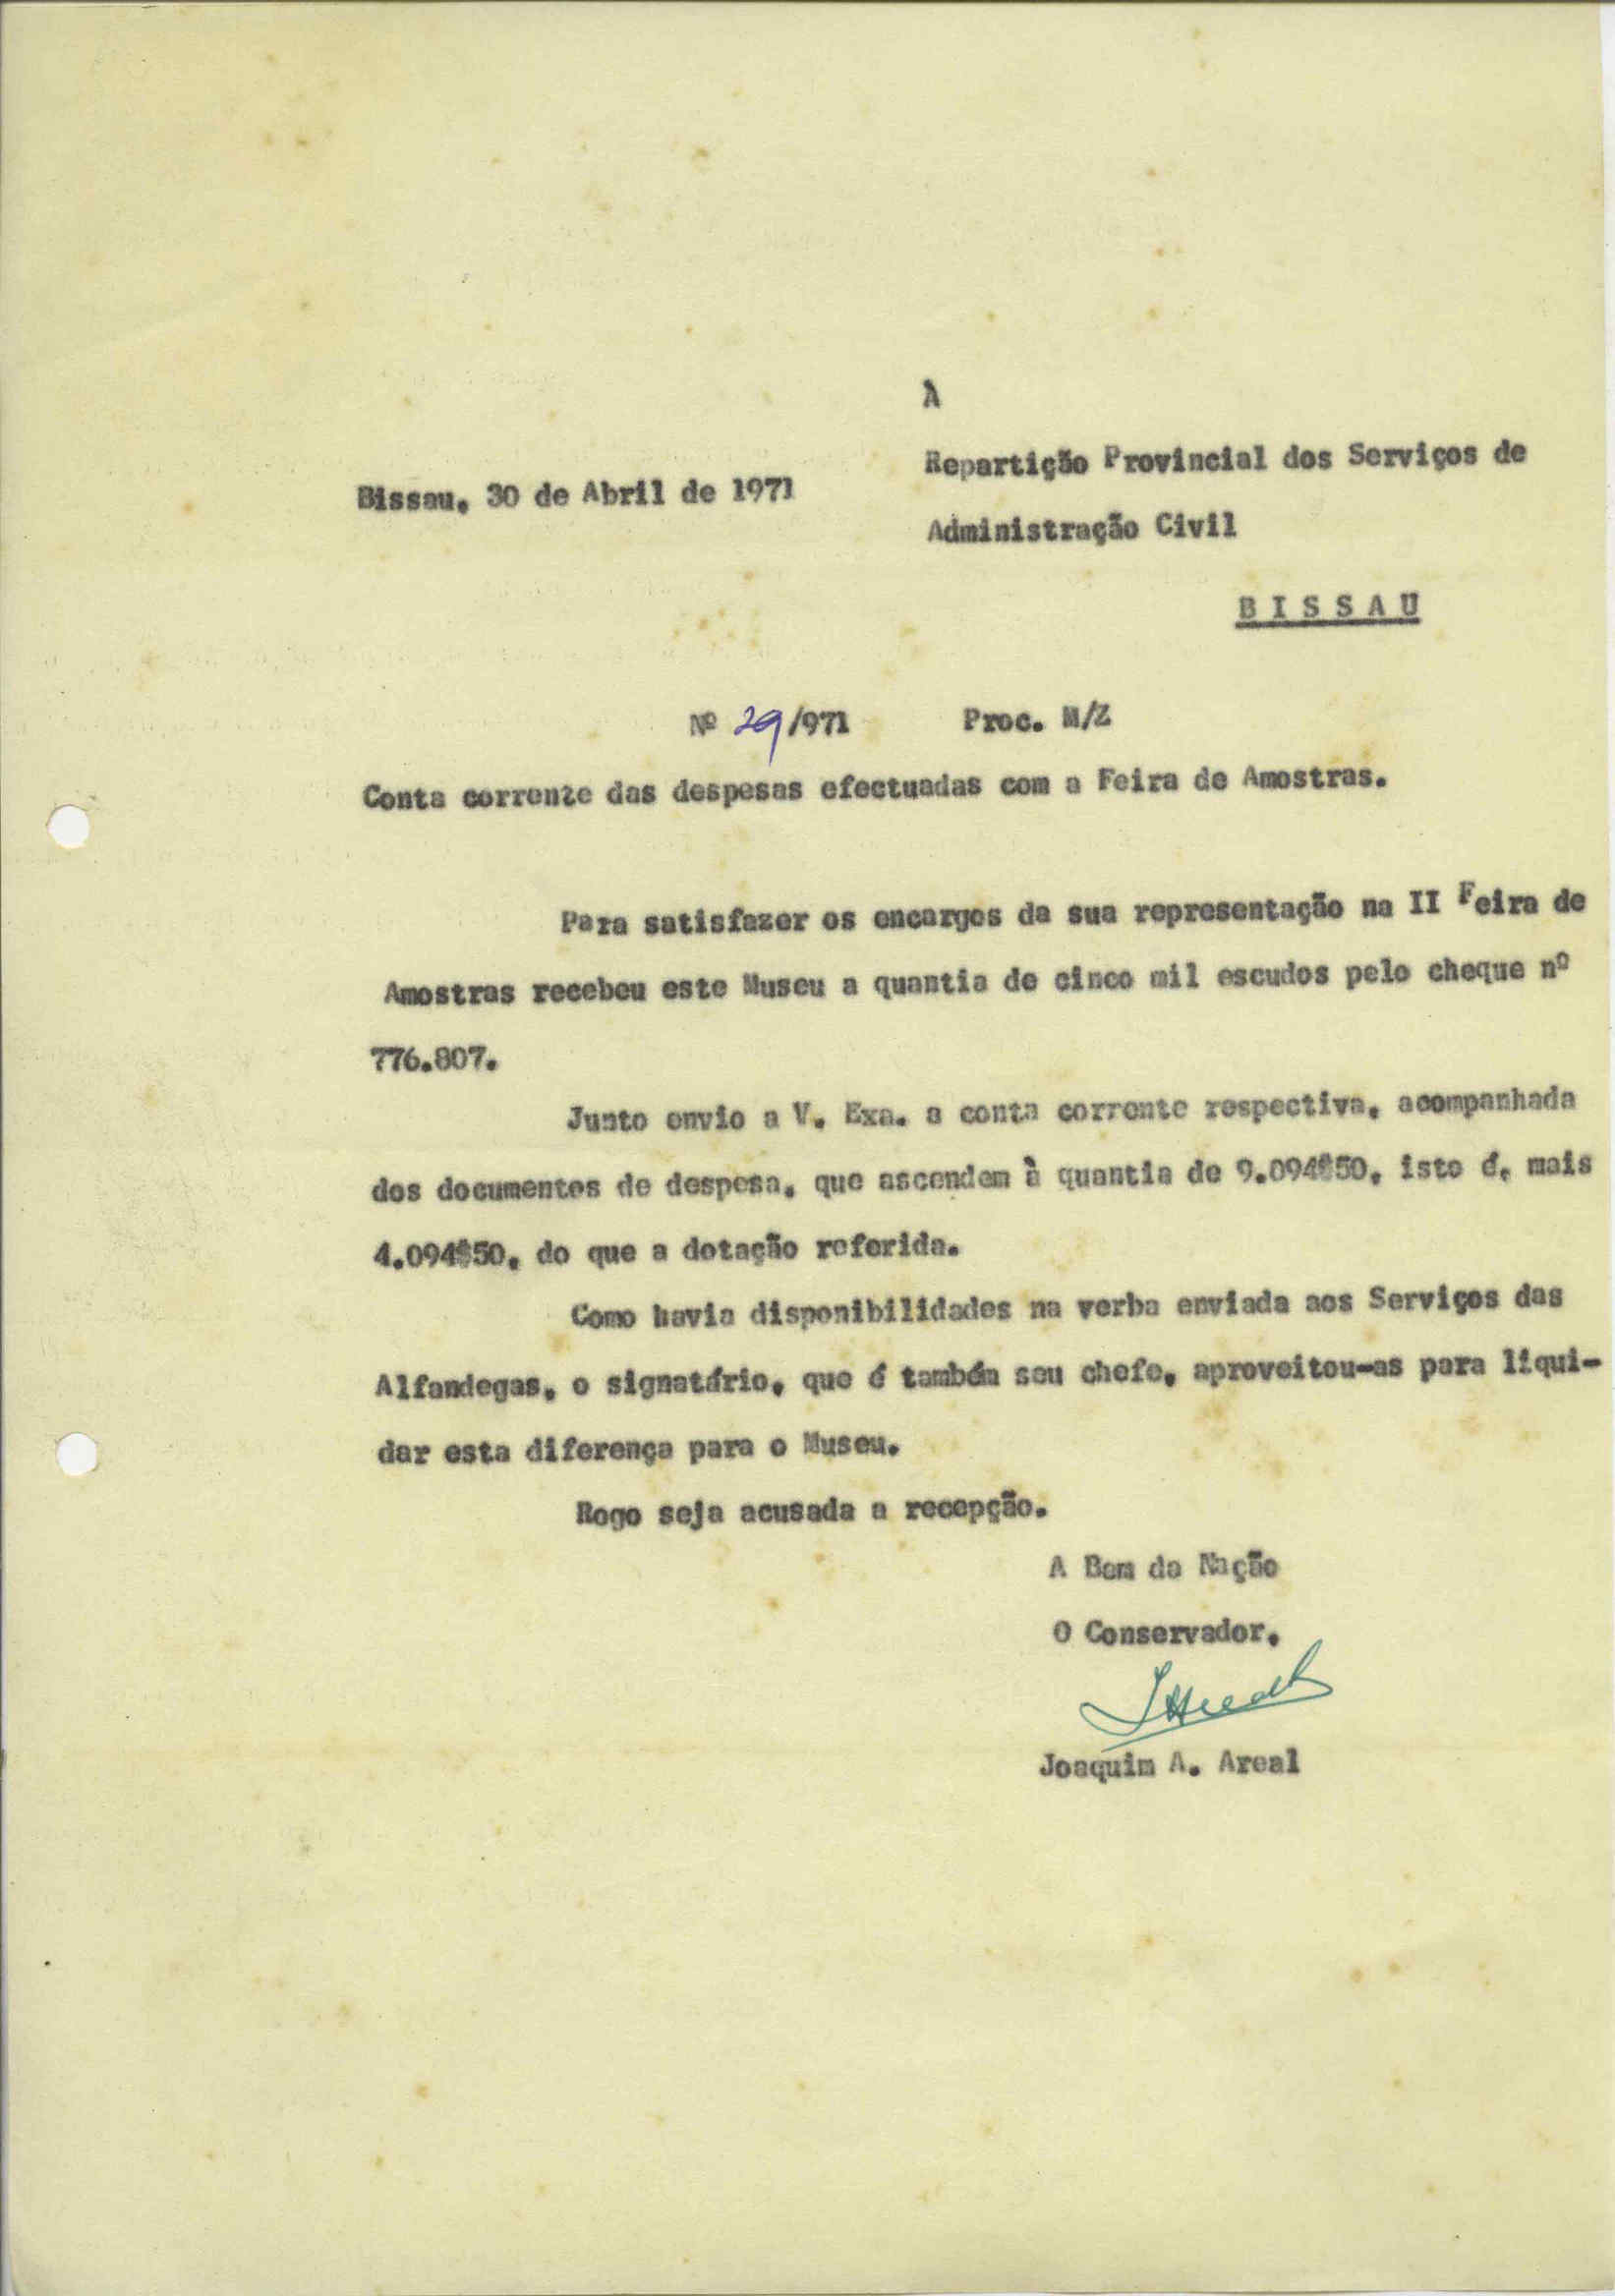 À
Repartição Provincial dos Serviços de
Bissau, 30 de Abril de 1971
Administração Civil
BISSAU
Nº 29/971 Proc. M/Z
Conta corrente das despesas efectuadas com a Feira de Amostras.
Para satisfazer os encargos da sua representação na II Feira de
Amostras recebeu este Museu a quantia de cinco mil escudos pelo cheque nº
776.807.
Junto envio a V. Exa. a conta corrente respectiva, acompanhada
dos documentos de despesa, que ascendem à quantia de 9.094$50, isto é, mais
4.094$50, do que a dotação referida.
Como havia disponibilidades na verba enviada aos Serviços das
Alfandegas, o signatário, que é também seu chefe, aproveitou-as para liqui-
dar esta diferença para o Museu.
Rogo seja acusada a recepção.
A Bem da Nação
O Conservador,
Joaquim A. Areal